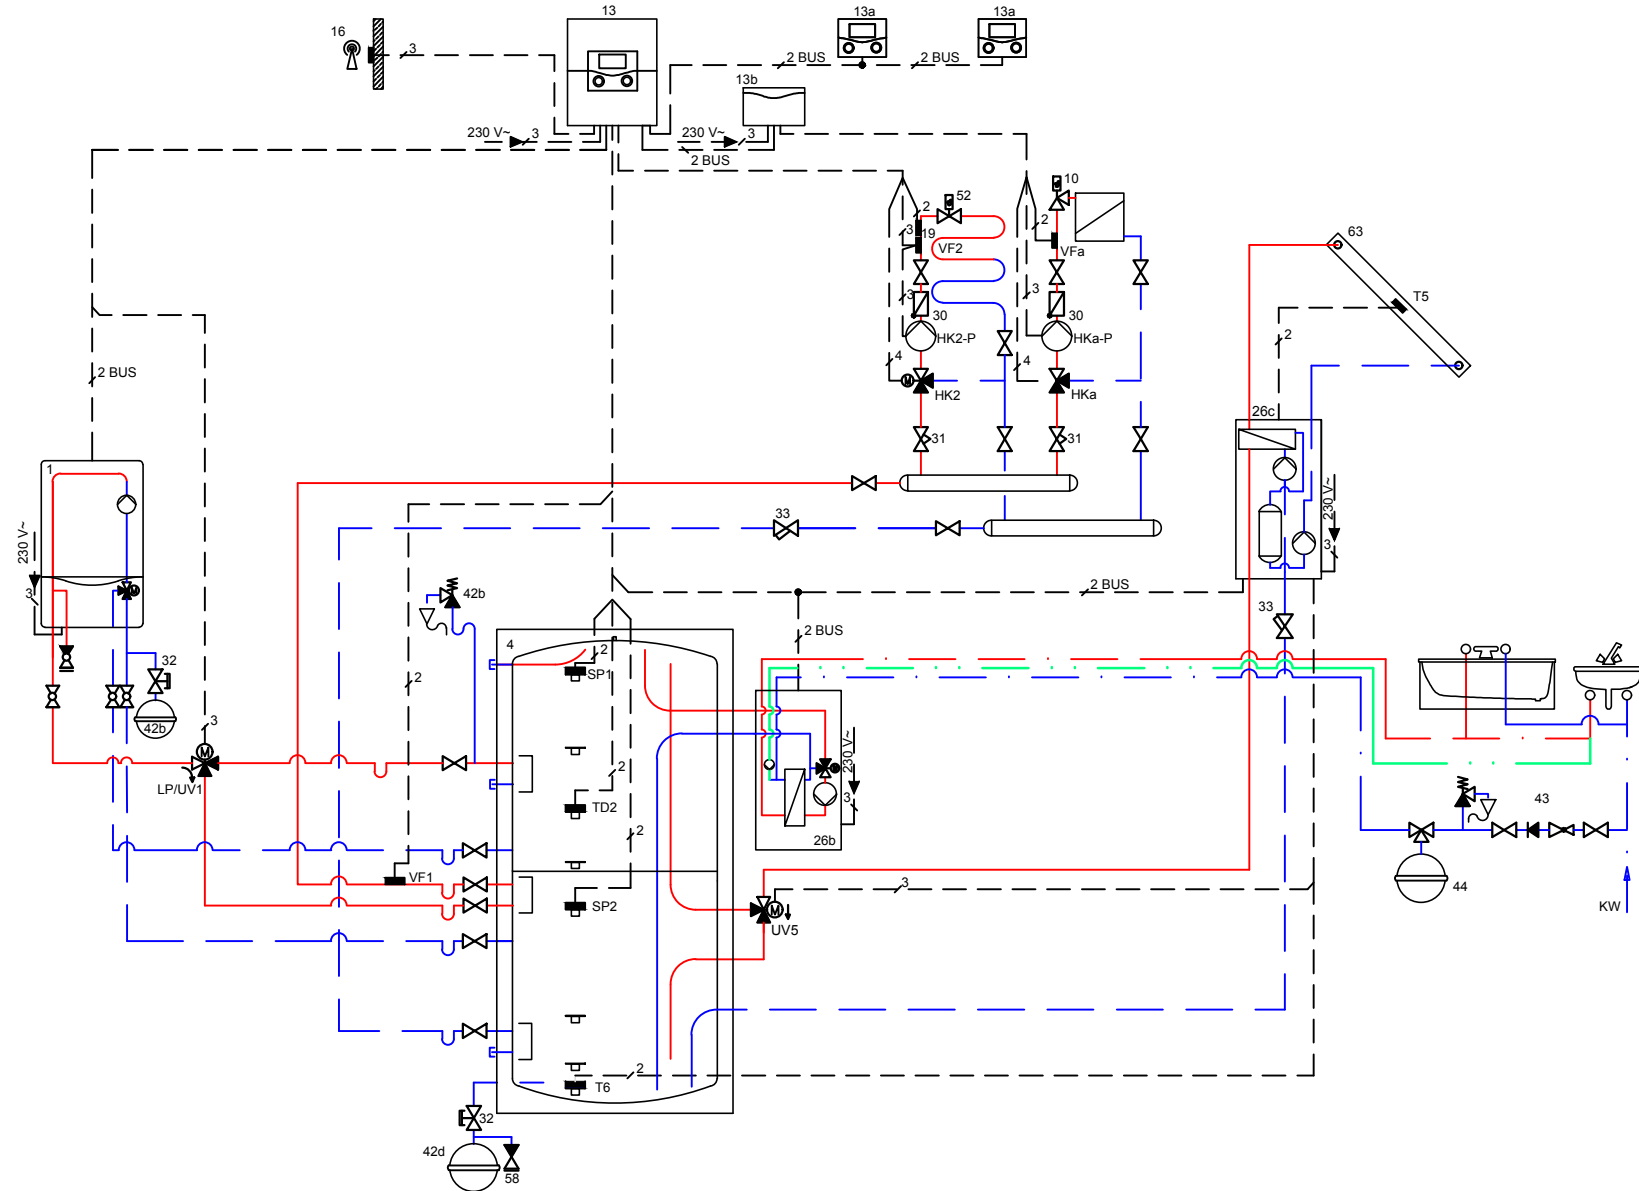 13
13a
13a
16
3
2 BUS
2 BUS
13b
230 V~
3
230 V~
3
2 BUS
10
52
2
3
19
VF2
2
VFa
63
T5
3
3
30
HK2-P
30
HKa-P
2
4
4
HK2
HKa
2 BUS
26c
31
31
1
230 V~
3
33
230 V~
3
42b
2 BUS
33
4
2
SP1
2 BUS
32
42b
2
3
LP/UV1
2
TD2
230 V~
3
26b
2
43
VF1
SP2
3
UV5
44
KW
2
T6
32
42d
58
M
M
M